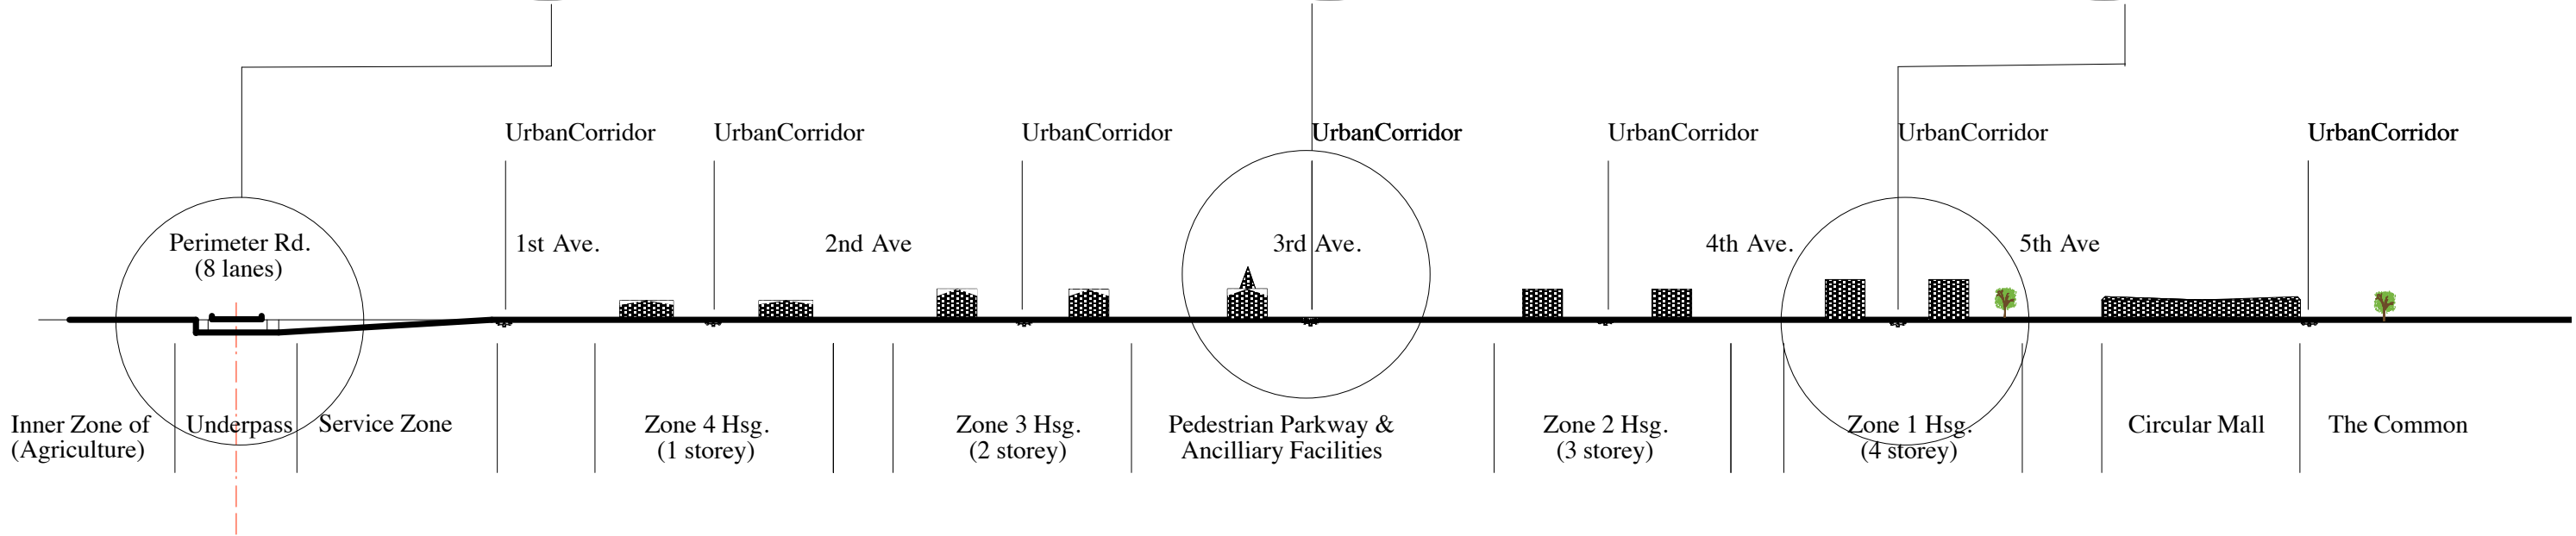 UrbanCorridor
UrbanCorridor
UrbanCorridor
UrbanCorridor
UrbanCorridor
UrbanCorridor
UrbanCorridor
Perimeter Rd.
(8 lanes)
1st Ave.
2nd Ave
3rd Ave.
4th Ave.
5th Ave
Inner Zone of
(Agriculture)
Underpass
Service Zone
Zone 4 Hsg.
(1 storey)
Zone 3 Hsg.
(2 storey)
Pedestrian Parkway &
Ancilliary Facilities
Zone 2 Hsg.
(3 storey)
Zone 1 Hsg.
(4 storey)
Circular Mall
The Common